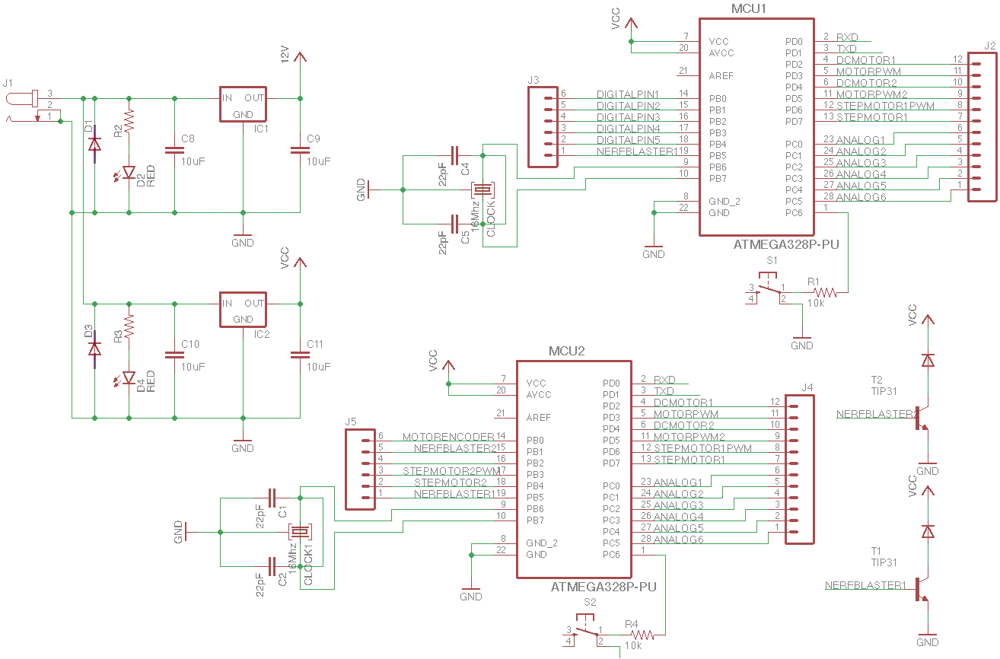 J1
3
2
1
D1
R2
D2
RED
C8
10uF
IN OUT
GND
IC1
12V
C9
10uF
GND
D3
R3
D4
RED
C10
10uF
IN OUT
GND
IC2
VCC
C11
10uF
GND
MCU1
VCC
7 VCC
20 AVCC
21 AREF
14 PB0
15 PB1
16 PB2
17 PB3
18 PB4
19 PB5
9 PB6
10 PB7
8 GND_2
22 GND
PD0 2 RXD
PD1 3 TXD
PD2 4 DCMOTOR1
PD3 5 MOTORPWM
PD4 6 DCMOTOR2
PD5 11 MOTORPWM2
PD6 12 STEPMOTOR1PWM
PD7 13 STEPMOTOR1
PC0 23 ANALOG1
PC1 24 ANALOG2
PC2 25 ANALOG3
PC3 26 ANALOG4
PC4 27 ANALOG5
PC5 28 ANALOG6
PC6 1
ATMEGA328P-PU
J2
12
11
10
9
8
7
6
5
4
3
2
1
J3
6 DIGITALPIN1
5 DIGITALPIN2
4 DIGITALPIN3
3 DIGITALPIN4
2 DIGITALPIN5
1 NERFBLASTER1
GND
22pF
C4
22pF
C5
16Mhz
CLOCK
GND
S1
3 1
4 2
R1
10k
GND
MCU2
VCC
7 VCC
20 AVCC
21 AREF
14 PB0
15 PB1
16 PB2
17 PB3
18 PB4
19 PB5
9 PB6
10 PB7
8 GND_2
22 GND
PD0 2 RXD
PD1 3 TXD
PD2 4 DCMOTOR1
PD3 5 MOTORPWM
PD4 6 DCMOTOR2
PD5 11 MOTORPWM2
PD6 12 STEPMOTOR1PWM
PD7 13 STEPMOTOR1
PC0 23 ANALOG1
PC1 24 ANALOG2
PC2 25 ANALOG3
PC3 26 ANALOG4
PC4 27 ANALOG5
PC5 28 ANALOG6
PC6 1
ATMEGA328P-PU
J4
12
11
10
9
8
7
6
5
4
3
2
1
J5
6 MOTORENCODER
5 NERFBLASTER2
4
3 STEPMOTOR2PWM
2 STEPMOTOR2
1 NERFBLASTER1
GND
22pF
C1
22pF
C2
16Mhz
CLOCK1
GND
S2
3 1
4 2
R4
10k
VCC
T2
TIP31
NERFBLASTER2
GND
VCC
T1
TIP31
NERFBLASTER1
GND